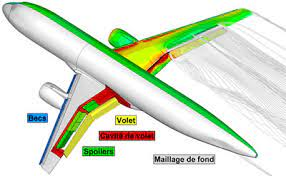 Becs
Volet
Cavité de volet
Spoilers
Maillage de fond